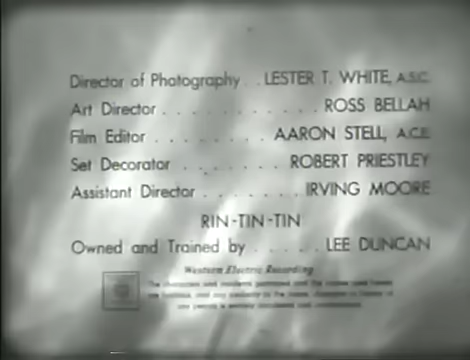 Director of Photography . . LESTER T. WHITE, A.S.C.
Art Director . . . . . . . . . . . . ROSS BELLAH
Film Editor . . . . . . . . . AARON STELL, A.C.E.
Set Decorator . . . . . . . . ROBERT PRIESTLEY
Assistant Director . . . . . . . IRVING MOORE
RIN-TIN-TIN
Owned and Trained by . . . . . LEE DUNCAN
Western Electric Recording